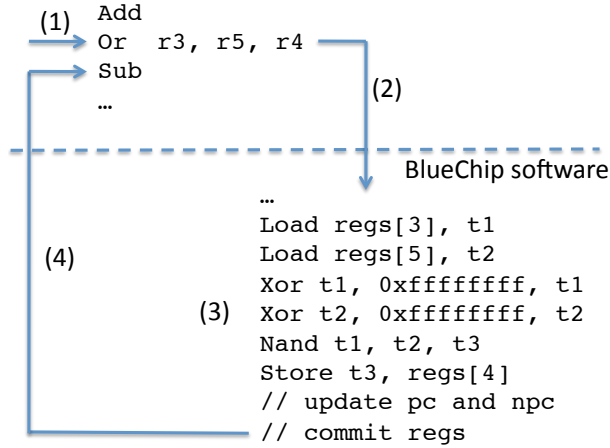 Add
(1)
Or r3, r5, r4
Sub
…
(2)
BlueChip software
…
Load regs[3], t1
Load regs[5], t2
(4)
Xor t1, 0xffffffff, t1
(3)
Xor t2, 0xffffffff, t2
Nand t1, t2, t3
Store t3, regs[4]
// update pc and npc
// commit regs